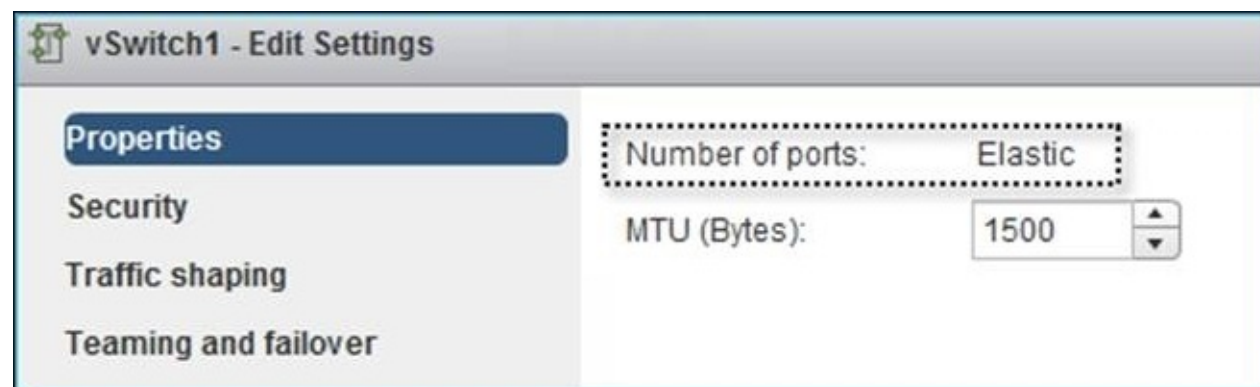 vSwitch1 - Edit Settings
Properties
Security
Traffic shaping
Teaming and failover
Number of ports: Elastic
MTU (Bytes): 1500